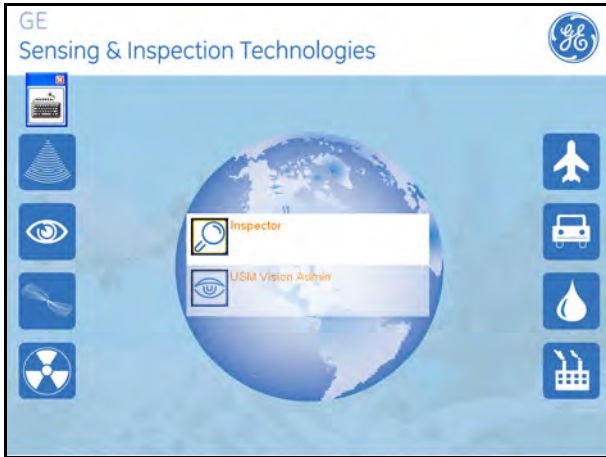 GE
Sensing & Inspection Technologies
Inspector
USM Vision Admin